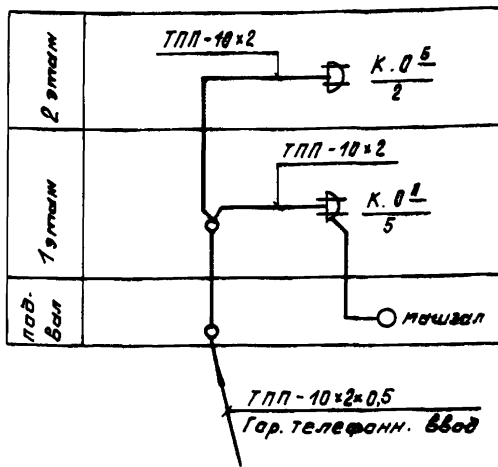 2 этаж
ТПП-10×2
К.0 Б
2
1 этаж
ТПП-10×2
К.0
5
под-
вал
машзал
ТПП-10×2×0,5
Гор. телефонн. ввод